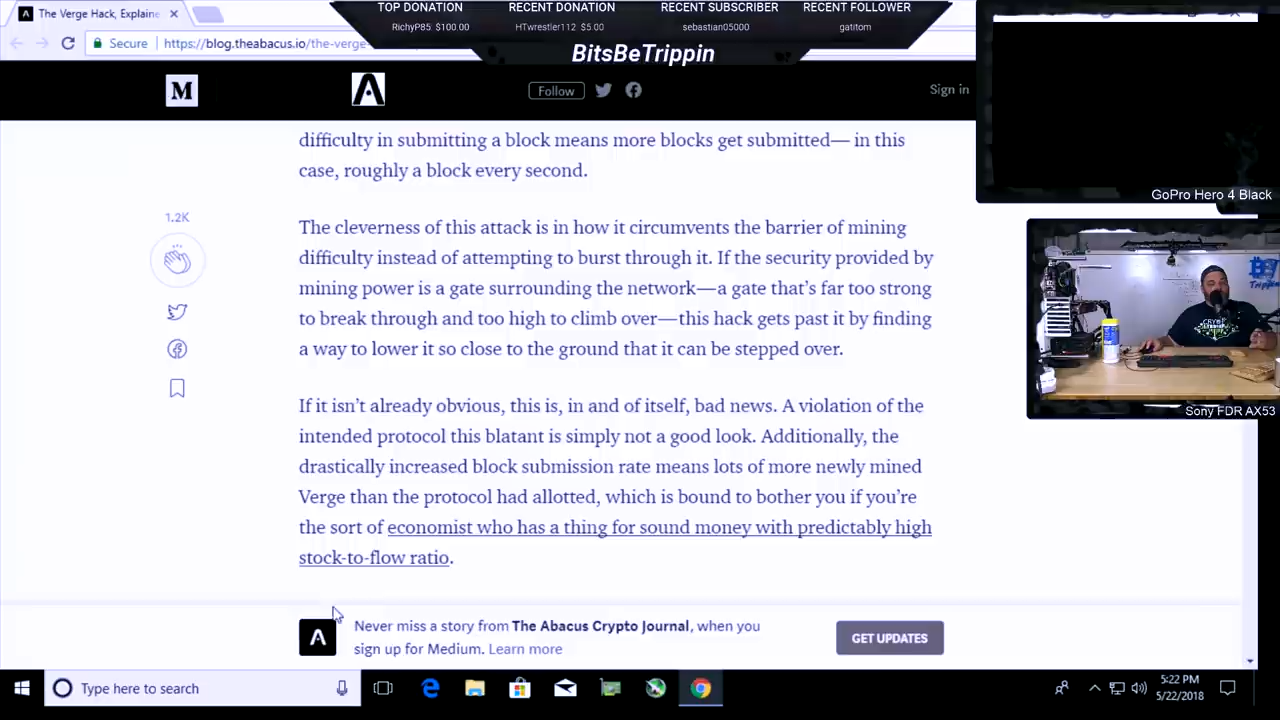 The Verge Hack, Explaine
TOP DONATION
RichyP85: $100.00
RECENT DONATION
HTwrestler112 $5.00
RECENT SUBSCRIBER
sebastian05000
RECENT FOLLOWER
gatitom
BitsBeTrippin
Secure
https://blog.theabacus.io/the-verge-
M
A
Follow
Sign in
difficulty in submitting a block means more blocks get submitted— in this
case, roughly a block every second.
1.2K
The cleverness of this attack is in how it circumvents the barrier of mining
difficulty instead of attempting to burst through it. If the security provided by
mining power is a gate surrounding the network—a gate that’s far too strong
to break through and too high to climb over—this hack gets past it by finding
a way to lower it so close to the ground that it can be stepped over.
If it isn’t already obvious, this is, in and of itself, bad news. A violation of the
intended protocol this blatant is simply not a good look. Additionally, the
drastically increased block submission rate means lots of more newly mined
Verge than the protocol had allotted, which is bound to bother you if you’re
the sort of economist who has a thing for sound money with predictably high
stock-to-flow ratio.
A
Never miss a story from The Abacus Crypto Journal, when you
sign up for Medium. Learn more
GET UPDATES
GoPro Hero 4 Black
Sony FDR AX53
Type here to search
5:22 PM
5/22/2018